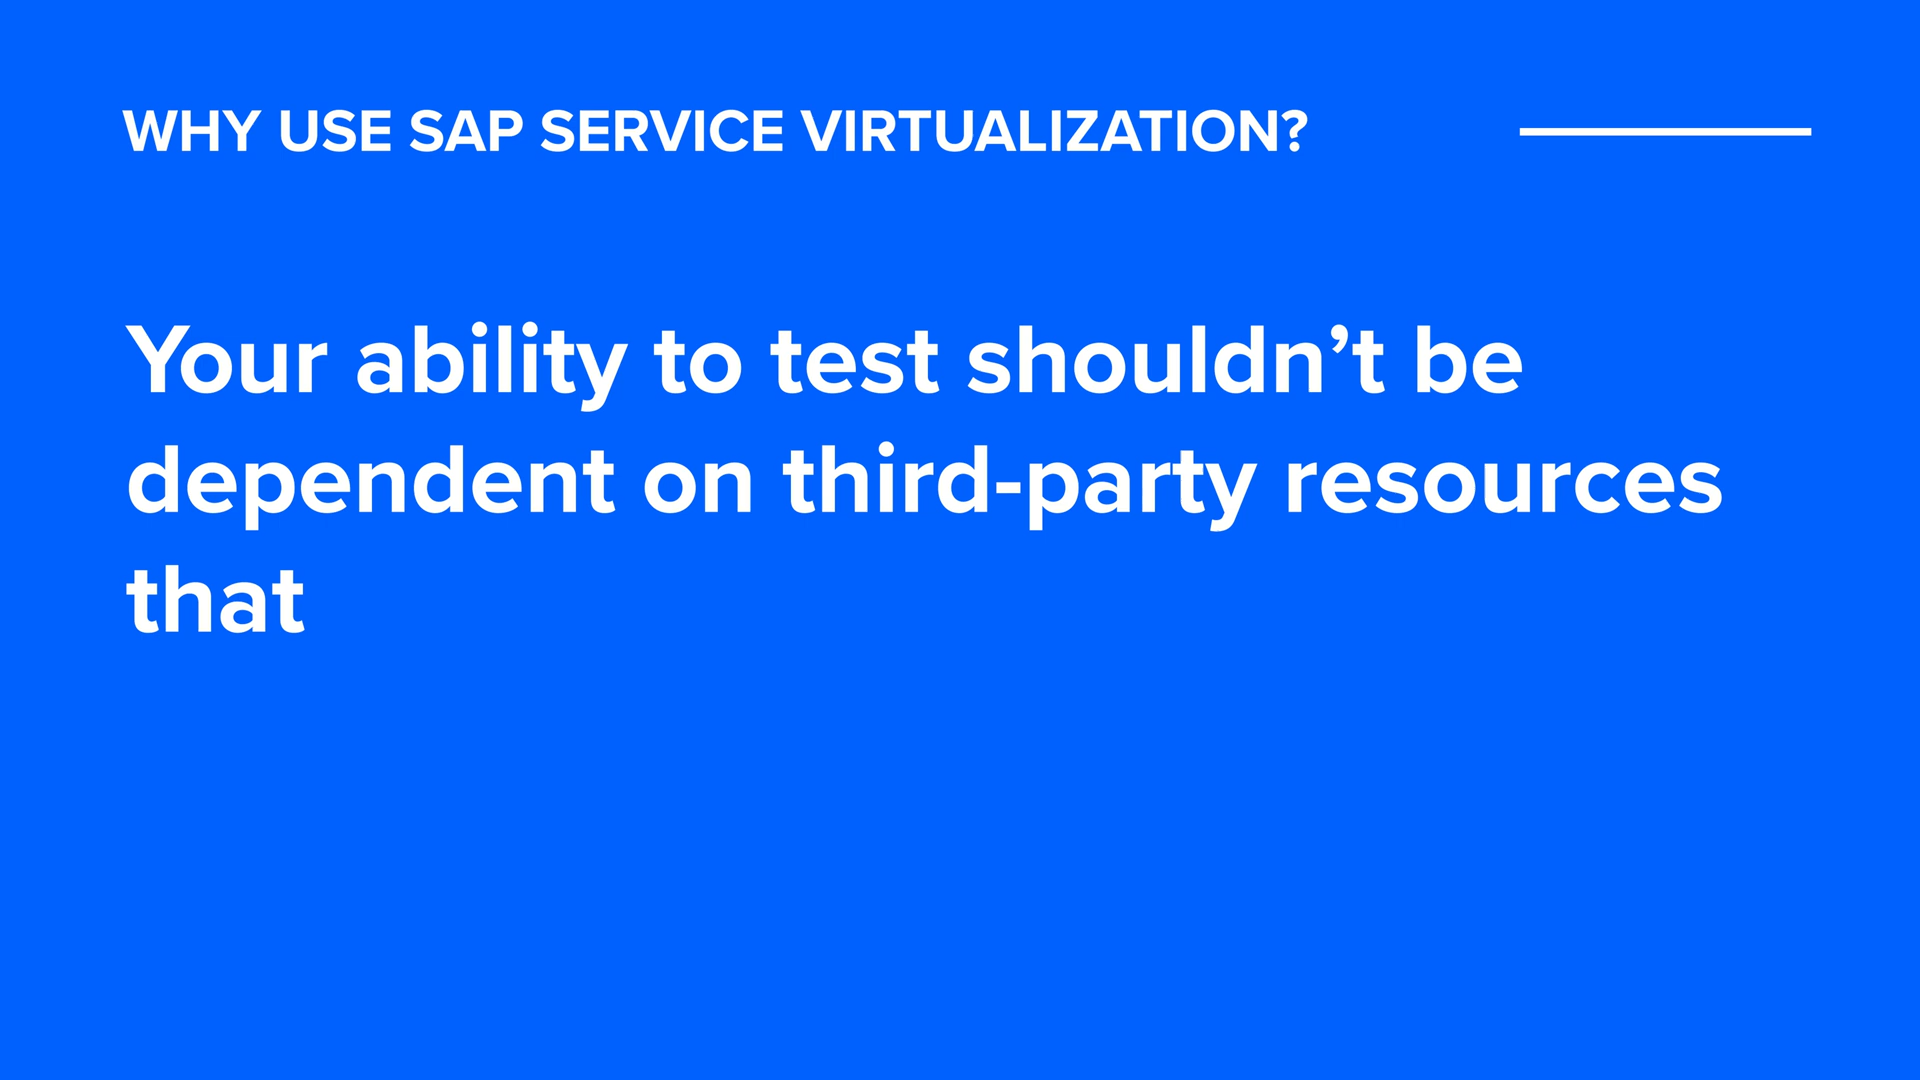 WHY USE SAP SERVICE VIRTUALIZATION?
Your ability to test shouldn’t be
dependent on third-party resources
that